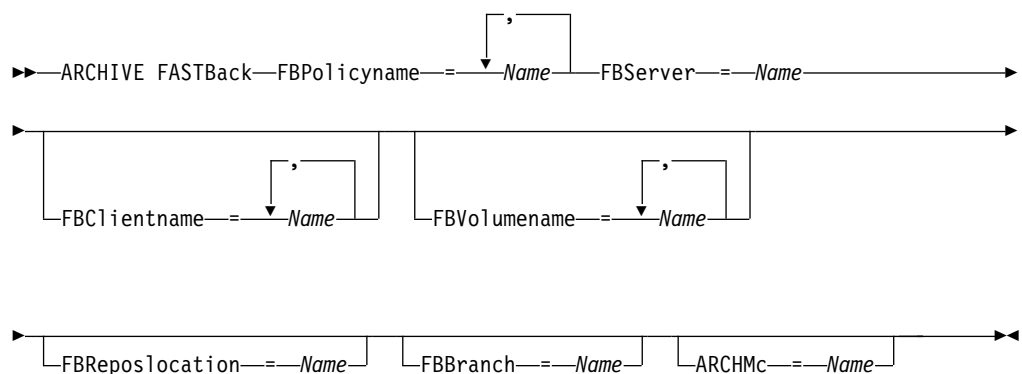 ,
ARCHIVE FASTBack FBPolicyname = Name FBServer = Name
, ,
FBClientname = Name FBVolumename = Name
FBReposlocation = Name FBBranch = Name ARCHMc = Name